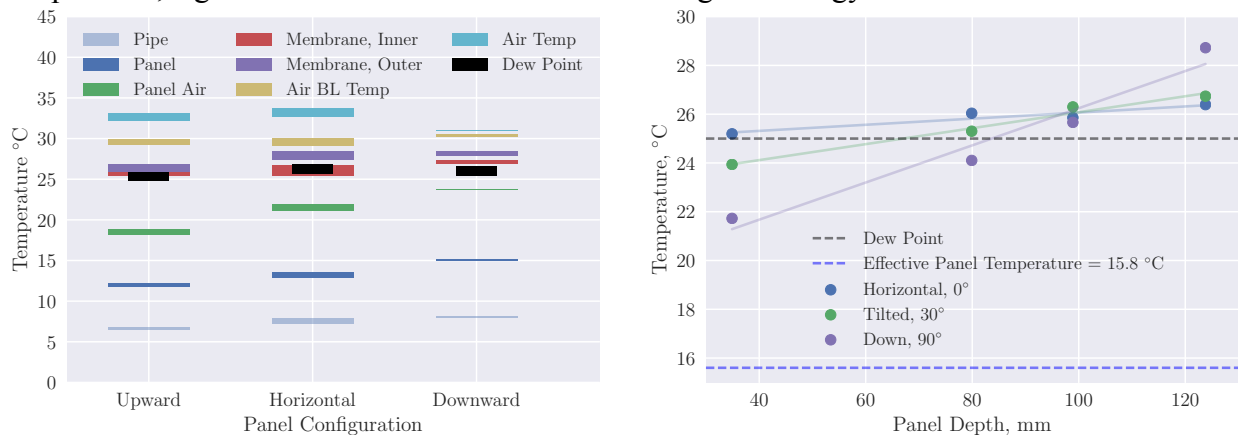 45
40
35
30
25
20
15
10
5
0
Temperature °C
Pipe
Panel
Panel Air
Membrane, Inner
Membrane, Outer
Air BL Temp
Air Temp
Dew Point
Upward
Horizontal
Downward
Panel Configuration
30
28
26
24
22
20
18
16
Temperature, °C
Dew Point
Effective Panel Temperature = 15.8 °C
Horizontal, 0°
Tilted, 30°
Down, 90°
40
60
80
100
120
Panel Depth, mm